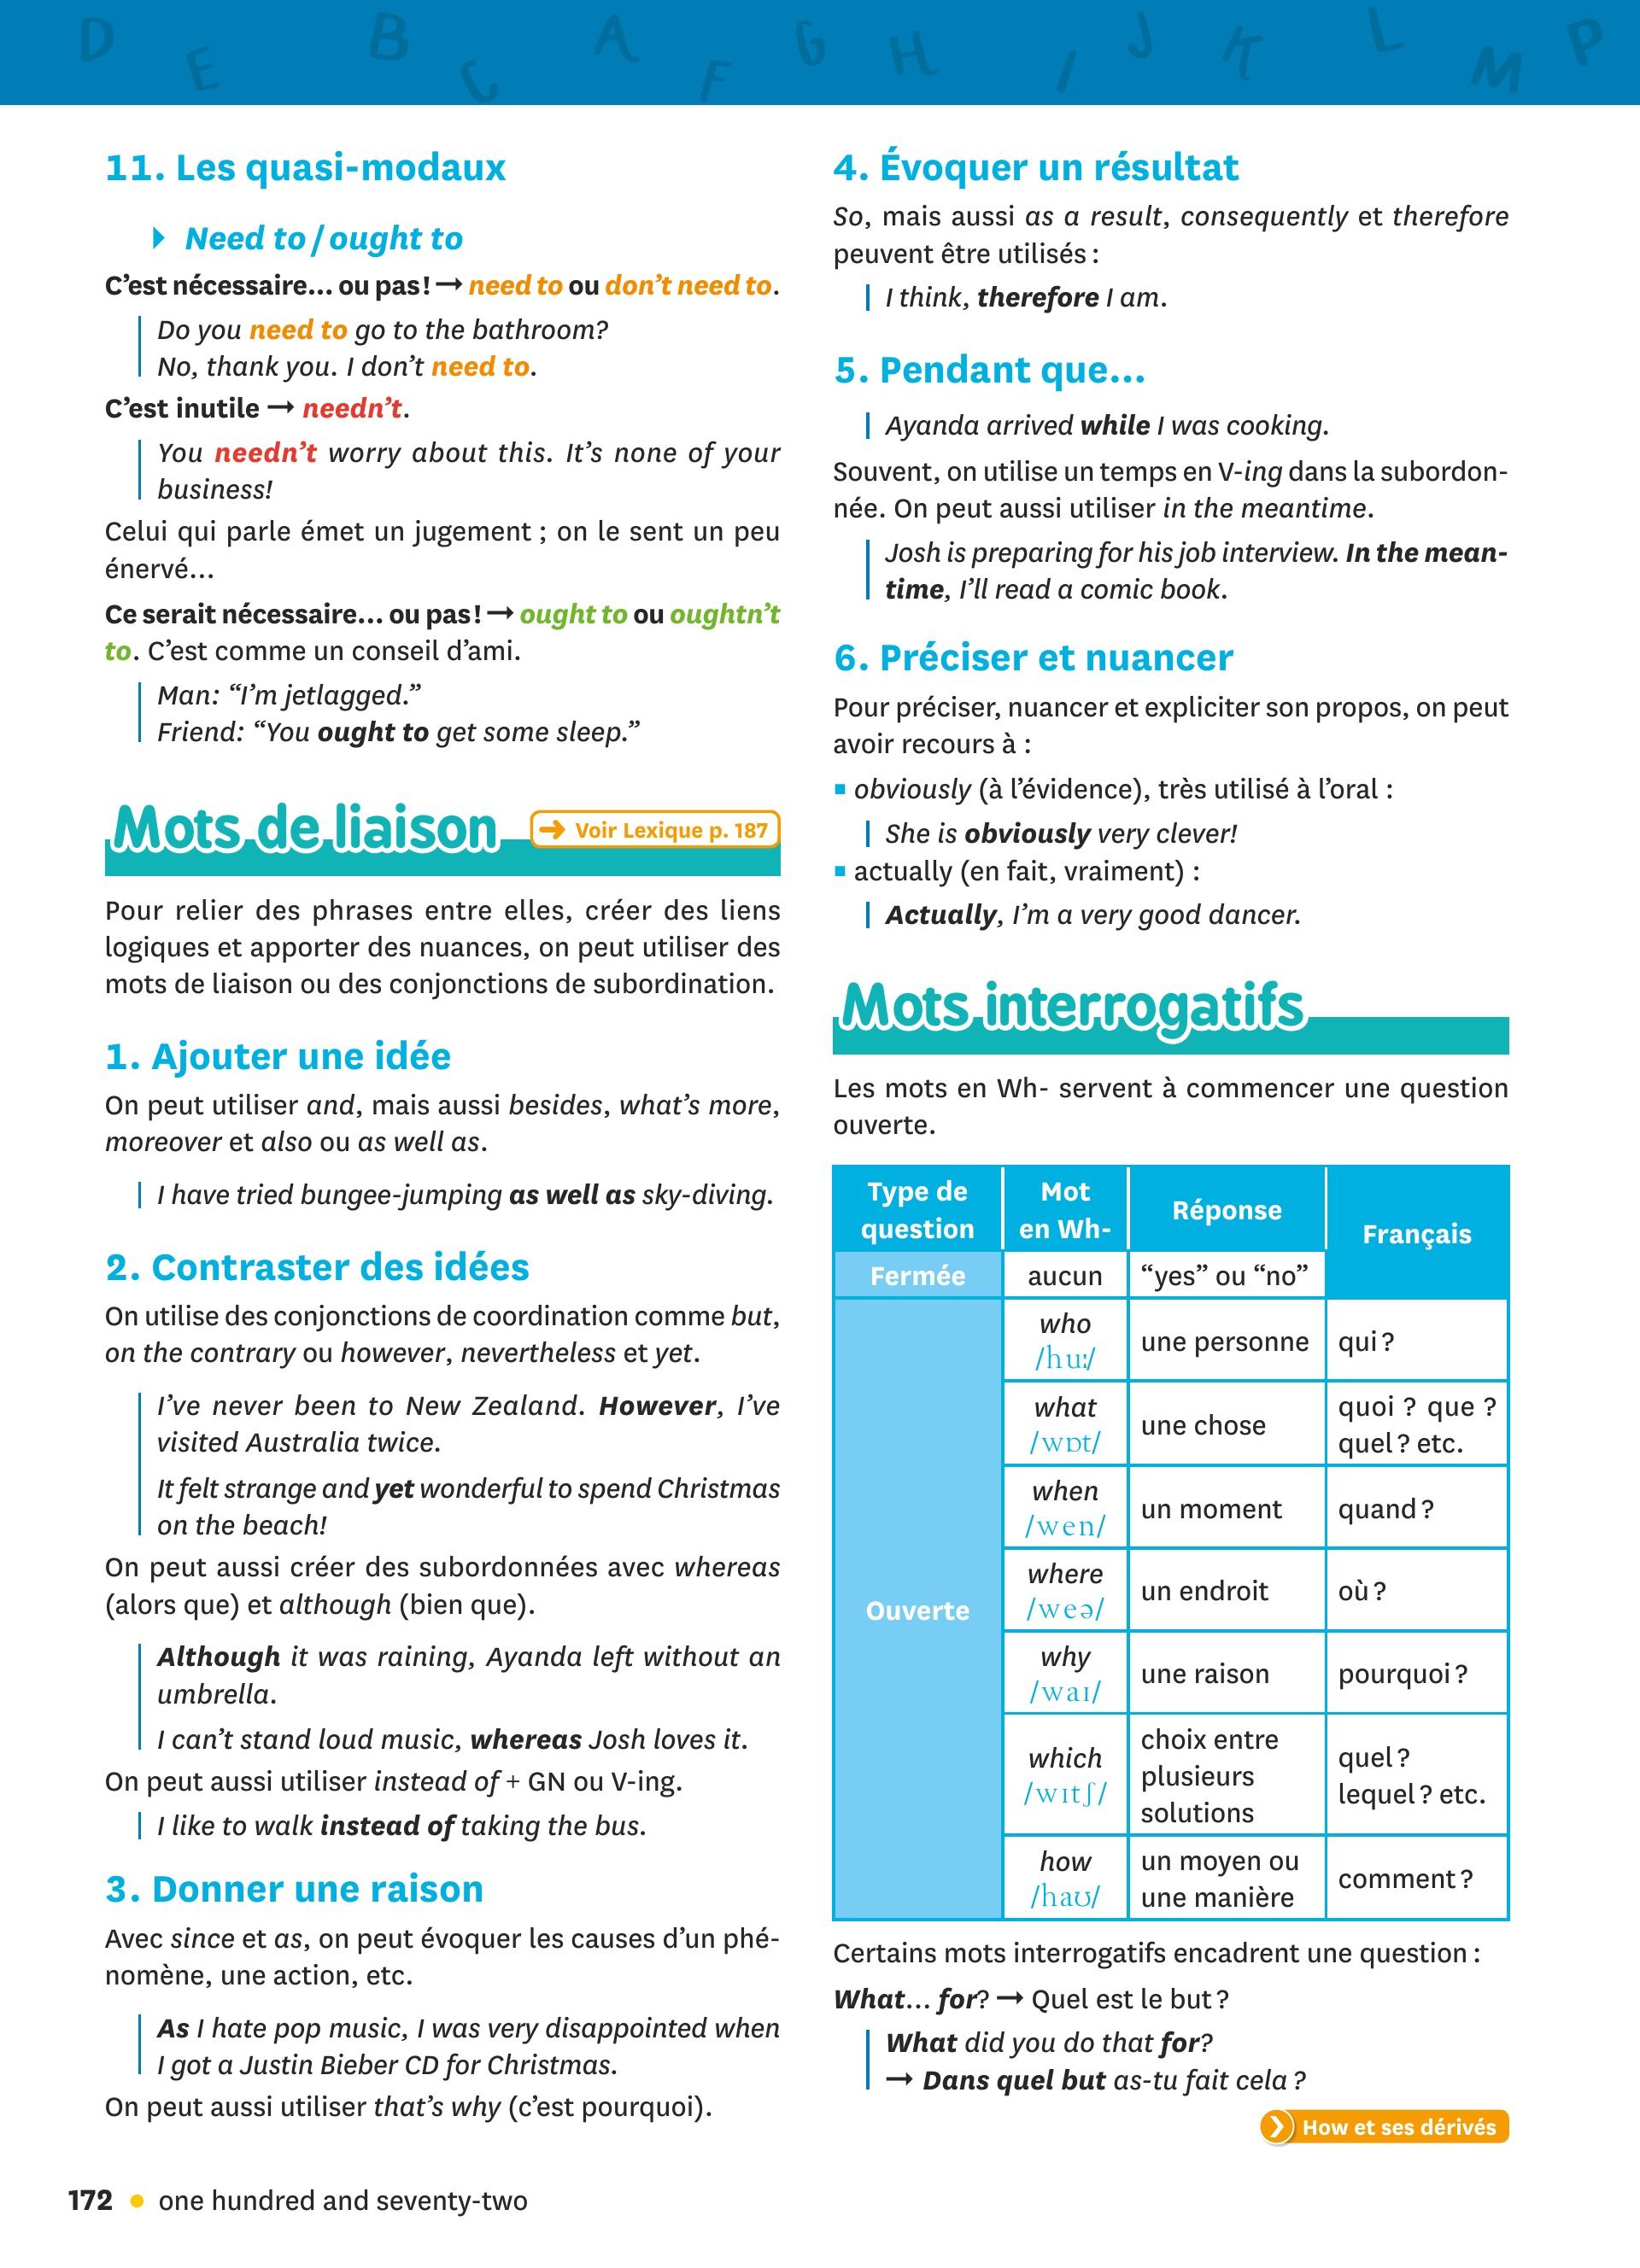 D E B C A F G H I J K L M P
11. Les quasi-modaux
Need to / ought to
C’est nécessaire… ou pas ! → need to ou don’t need to.
Do you need to go to the bathroom?
No, thank you. I don’t need to.
C’est inutile → needn’t.
You needn’t worry about this. It’s none of your
business!
Celui qui parle émet un jugement ; on le sent un peu
énervé…
Ce serait nécessaire… ou pas ! → ought to ou oughtn’t
to. C’est comme un conseil d’ami.
Man: “I’m jetlagged.”
Friend: “You ought to get some sleep.”
Mots de liaison
→ Voir Lexique p. 187
Pour relier des phrases entre elles, créer des liens
logiques et apporter des nuances, on peut utiliser des
mots de liaison ou des conjonctions de subordination.
1. Ajouter une idée
On peut utiliser and, mais aussi besides, what’s more,
moreover et also ou as well as.
I have tried bungee-jumping as well as sky-diving.
2. Contraster des idées
On utilise des conjonctions de coordination comme but,
on the contrary ou however, nevertheless et yet.
I’ve never been to New Zealand. However, I’ve
visited Australia twice.
It felt strange and yet wonderful to spend Christmas
on the beach!
On peut aussi créer des subordonnées avec whereas
(alors que) et although (bien que).
Although it was raining, Ayanda left without an
umbrella.
I can’t stand loud music, whereas Josh loves it.
On peut aussi utiliser instead of + GN ou V-ing.
I like to walk instead of taking the bus.
3. Donner une raison
Avec since et as, on peut évoquer les causes d’un phé-
nomène, une action, etc.
As I hate pop music, I was very disappointed when
I got a Justin Bieber CD for Christmas.
On peut aussi utiliser that’s why (c’est pourquoi).
4. Évoquer un résultat
So, mais aussi as a result, consequently et therefore
peuvent être utilisés :
I think, therefore I am.
5. Pendant que…
Ayanda arrived while I was cooking.
Souvent, on utilise un temps en V-ing dans la subordon-
née. On peut aussi utiliser in the meantime.
Josh is preparing for his job interview. In the mean-
time, I’ll read a comic book.
6. Préciser et nuancer
Pour préciser, nuancer et expliciter son propos, on peut
avoir recours à :
obviously (à l’évidence), très utilisé à l’oral :
She is obviously very clever!
actually (en fait, vraiment) :
Actually, I’m a very good dancer.
Mots interrogatifs
Les mots en Wh- servent à commencer une question
ouverte.
Type de
question
Mot
en Wh-
Réponse
Français
Fermée
aucun
“yes” ou “no”
Ouverte
who
/huː/
une personne
qui ?
what
/wɒt/
une chose
quoi ? que ?
quel ? etc.
when
/wen/
un moment
quand ?
where
/weə/
un endroit
où ?
why
/waɪ/
une raison
pourquoi ?
which
/wɪtʃ/
choix entre
plusieurs
solutions
quel ?
lequel ? etc.
how
/haʊ/
un moyen ou
une manière
comment ?
Certains mots interrogatifs encadrent une question :
What… for? → Quel est le but ?
What did you do that for?
→ Dans quel but as-tu fait cela ?
How et ses dérivés
172 • one hundred and seventy-two